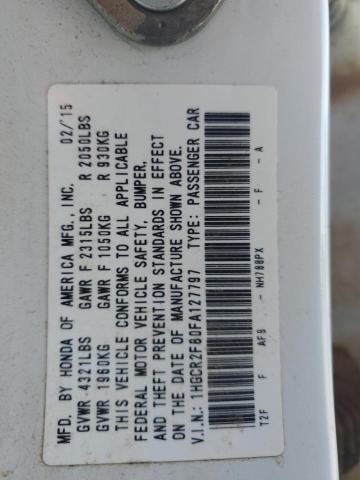 MFD. BY HONDA OF AMERICA MFG., INC. 02/'15
GVWR 4321LBS GAWR F 2315LBS R 2050LBS
GVWR 1960KG GAWR F 1050KG R 930KG
THIS VEHICLE CONFORMS TO ALL APPLICABLE
FEDERAL MOTOR VEHICLE SAFETY, BUMPER,
AND THEFT PREVENTION STANDARDS IN EFFECT
ON THE DATE OF MANUFACTURE SHOWN ABOVE.
V.I.N.: 1HGCR2F80FA127797 TYPE: PASSENGER CAR
T2F F AF9 - NH788PX - F - A